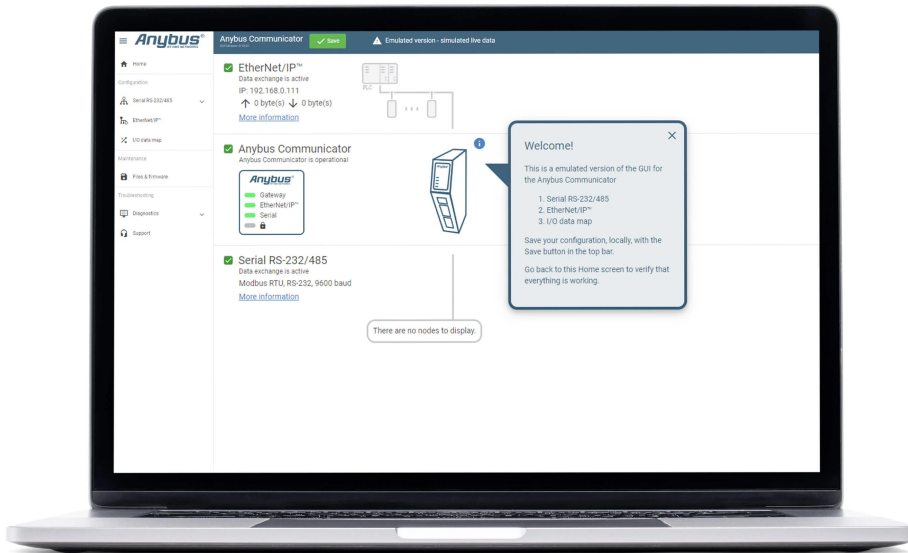 Anybus®
BY HMS NETWORKS
Anybus Communicator
Save
Emulated version - simulated live data
Home
Configuration
Serial RS-232/485
EtherNet/IP™
I/O data map
Maintenance
Files & firmware
Troubleshooting
Diagnostics
Support
EtherNet/IP™
Data exchange is active
IP: 192.168.0.111
0 byte(s) 0 byte(s)
More information
PLC
Anybus Communicator
Anybus Communicator is operational
Anybus®
Gateway
EtherNet/IP™
Serial
Anybus
Serial RS-232/485
Data exchange is active
Modbus RTU, RS-232, 9600 baud
More information
There are no nodes to display.
Welcome!
This is a emulated version of the GUI for
the Anybus Communicator
1. Serial RS-232/485
2. EtherNet/IP™
3. I/O data map
Save your configuration, locally, with the
Save button in the top bar.
Go back to this Home screen to verify that
everything is working.